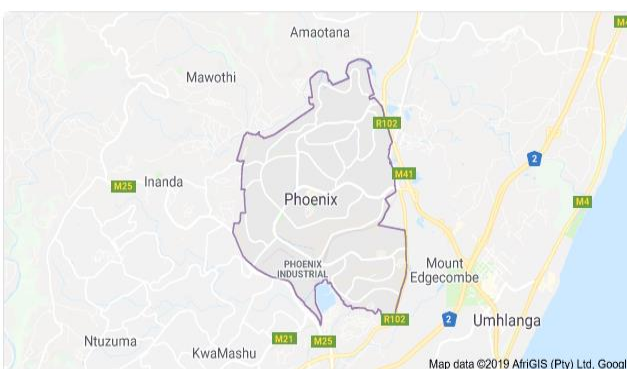 Amaotana
M4
Mawothi
R102
2
M41
M25
Inanda
Phoenix
M4
PHOENIX
INDUSTRIAL
Mount
Edgecombe
R102
2
Umhlanga
M21
M25
Ntuzuma
KwaMashu
Map data ©2019 AfriGIS (Pty) Ltd, Googl